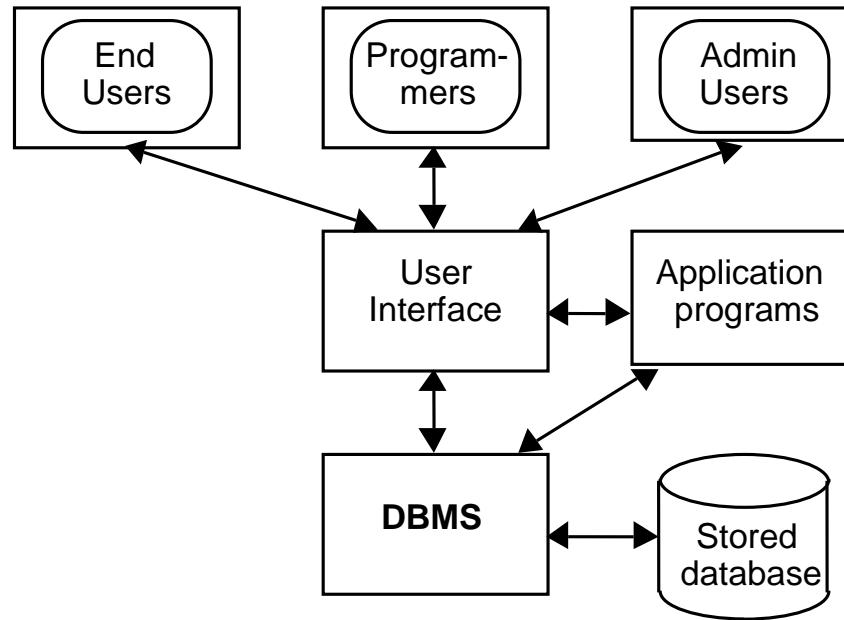 End
Users
Program-
mers
Admin
Users
User
Interface
Application
programs
DBMS
Stored
database